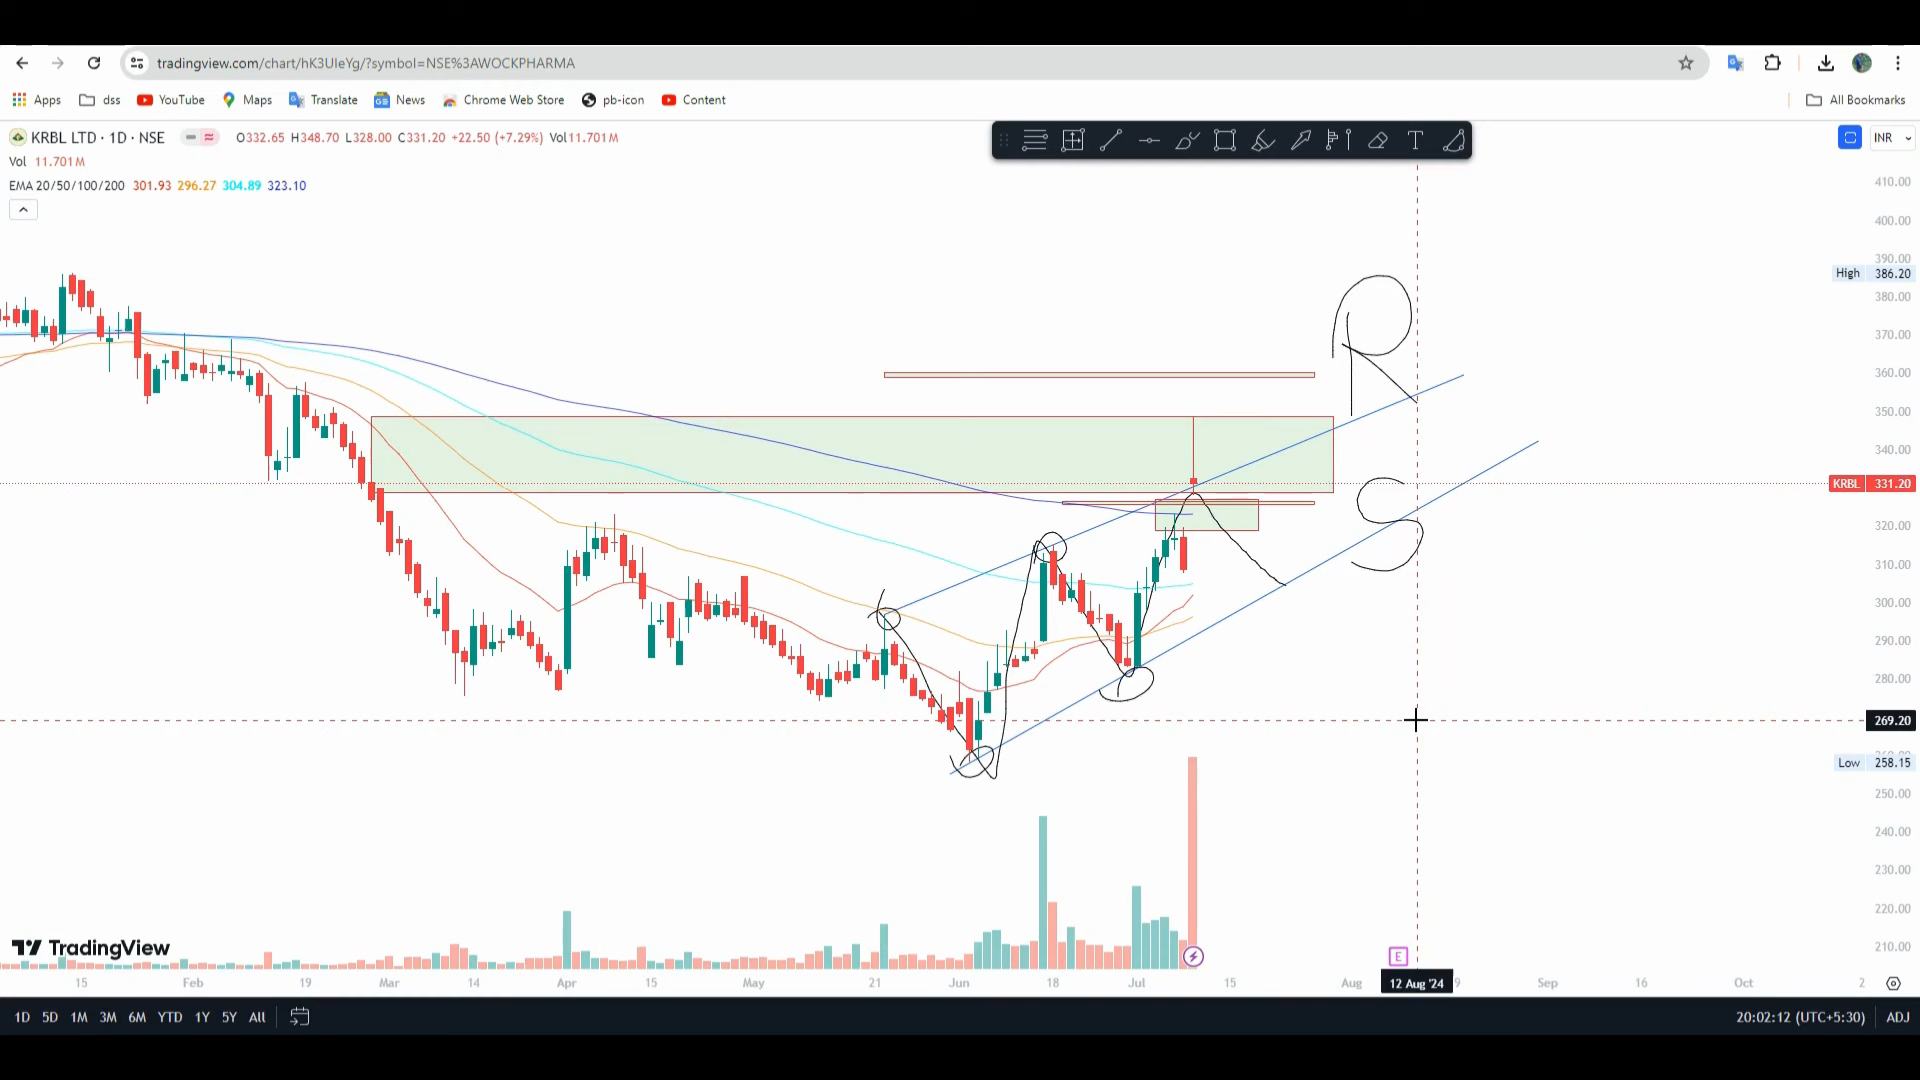 tradingview.com/chart/hK3UIeYg/?symbol=NSE%3AWOCKPHARMA
Apps dss YouTube Maps Translate News Chrome Web Store pb-icon Content All Bookmarks
KRBL LTD · 1D · NSE O332.65 H348.70 L328.00 C331.20 +22.50 (+7.29%) Vol11.701M INR
Vol 11.701M
EMA 20/50/100/200 301.93 296.27 304.89 323.10
410.00
400.00
390.00
High 386.20
380.00
370.00
R
360.00
350.00
340.00
KRBL 331.20
S
320.00
310.00
300.00
290.00
280.00
269.20
Low 258.15
250.00
240.00
230.00
220.00
TradingView
E
210.00
15 Feb 19 Mar 14 Apr 15 May 21 Jun 18 Jul 15 Aug 12 Aug '24 9 Sep 16 Oct 2
1D 5D 1M 3M 6M YTD 1Y 5Y All 20:02:12 (UTC+5:30) ADJ